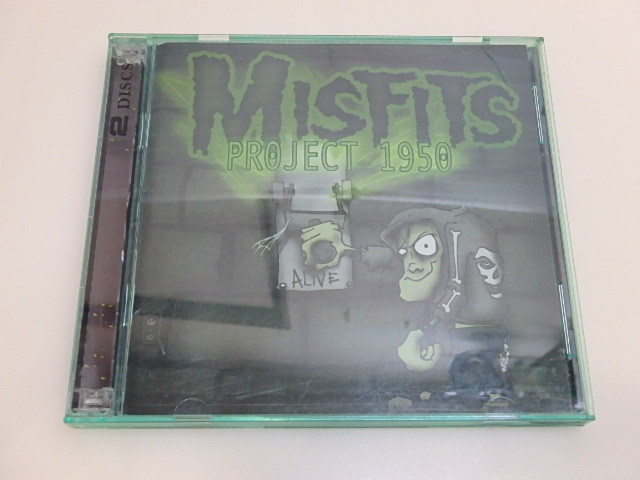 2 DISCS
MISFITS
PROJECT 1950
ALIVE